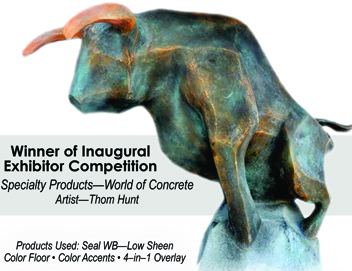 Winner of Inaugural
Exhibitor Competition
Specialty Products—World of Concrete
Artist—Thom Hunt
Products Used: Seal WB—Low Sheen
Color Floor • Color Accents • 4–in–1 Overlay